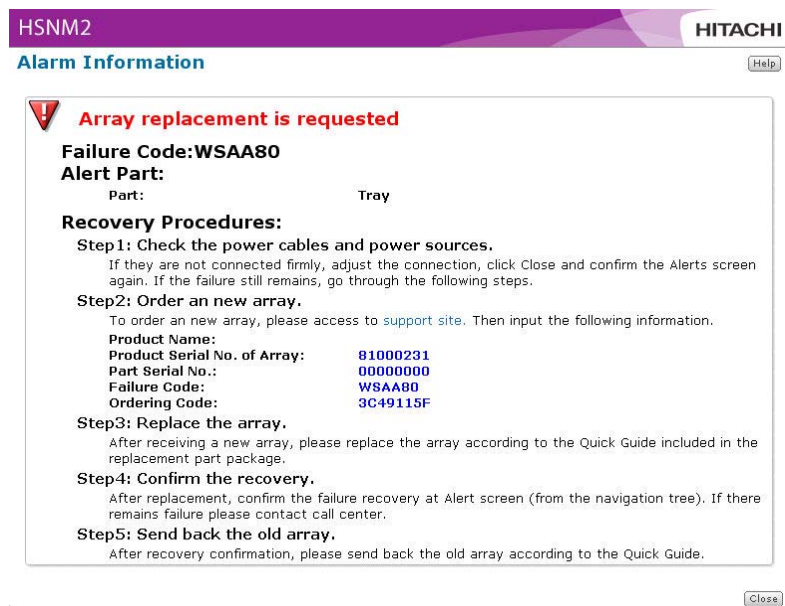 HSNM2
HITACHI
Alarm Information
Help
Array replacement is requested
Failure Code:WSAA80
Alert Part:
Part: Tray
Recovery Procedures:
Step1: Check the power cables and power sources.
If they are not connected firmly, adjust the connection, click Close and confirm the Alerts screen
again. If the failure still remains, go through the following steps.
Step2: Order an new array.
To order an new array, please access to support site. Then input the following information.
Product Name:
Product Serial No. of Array: 81000231
Part Serial No.: 00000000
Failure Code: WSAA80
Ordering Code: 3C49115F
Step3: Replace the array.
After receiving a new array, please replace the array according to the Quick Guide included in the
replacement part package.
Step4: Confirm the recovery.
After replacement, confirm the failure recovery at Alert screen (from the navigation tree). If there
remains failure please contact call center.
Step5: Send back the old array.
After recovery confirmation, please send back the old array according to the Quick Guide.
Close